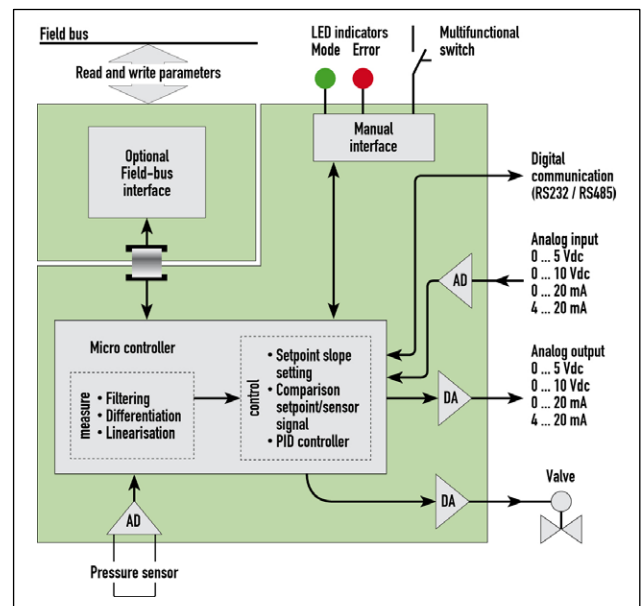 Field bus
Read and write parameters
LED indicators
Mode Error
Multifunctional
switch
Manual
interface
Optional
Field-bus
interface
Digital
communication
(RS232 / RS485)
Analog input
0 ... 5 Vdc
0 ... 10 Vdc
0 ... 20 mA
4 ... 20 mA
AD
Micro controller
measure
• Filtering
• Differentiation
• Linearisation
control
• Setpoint slope
setting
• Comparison
setpoint/sensor
signal
• PID controller
Analog output
0 ... 5 Vdc
0 ... 10 Vdc
0 ... 20 mA
4 ... 20 mA
DA
DA
Valve
AD
Pressure sensor